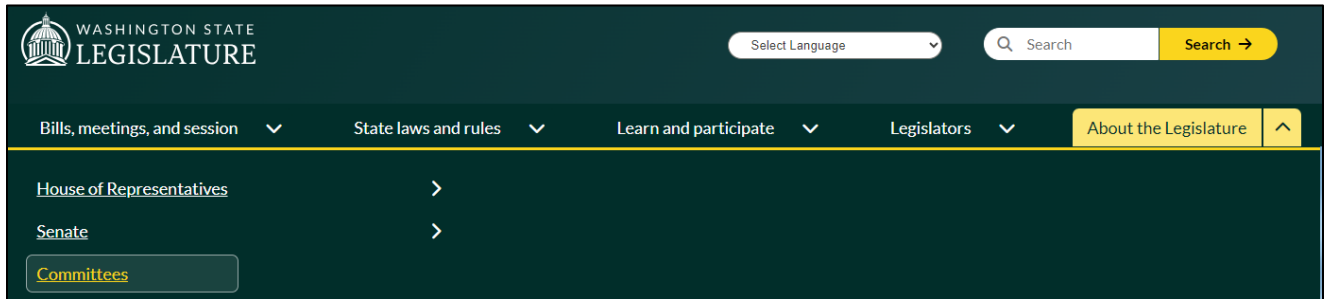 WASHINGTON STATE
LEGISLATURE
Select Language
Search
Search →
Bills, meetings, and session
State laws and rules
Learn and participate
Legislators
About the Legislature
House of Representatives
Senate
Committees